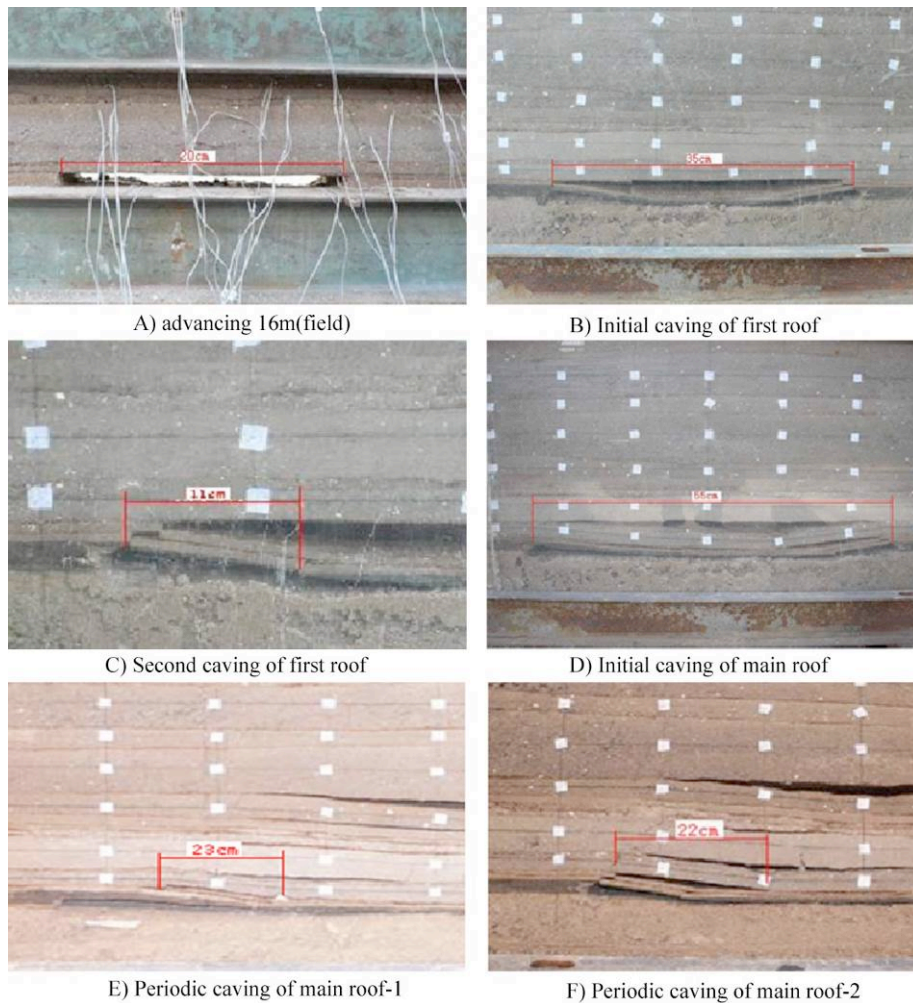 20cm
35cm
A) advancing 16m(field)
B) Initial caving of first roof
11cm
55cm
C) Second caving of first roof
D) Initial caving of main roof
23cm
22cm
E) Periodic caving of main roof-1
F) Periodic caving of main roof-2